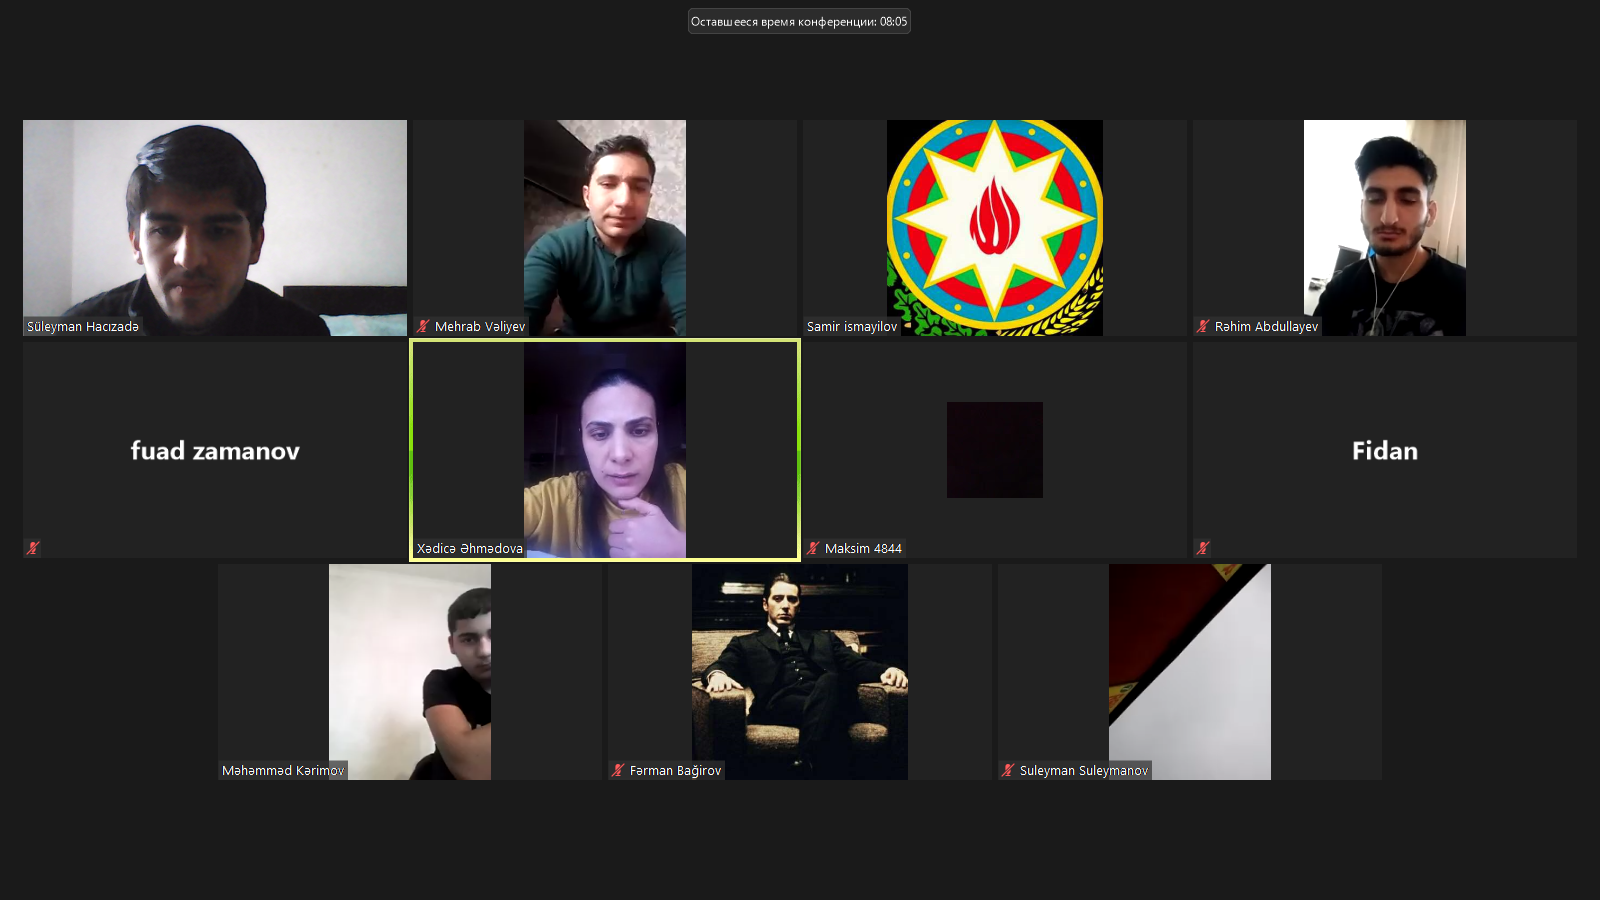 Оставшееся время конференции: 08:05
Süleyman Hacızadə
Mehrab Vəliyev
Samir ismayilov
Rəhim Abdullayev
fuad zamanov
Xədicə Əhmədova
Maksim 4844
Fidan
Məhəmməd Kərimov
Fərman Bağirov
Suleyman Suleymanov